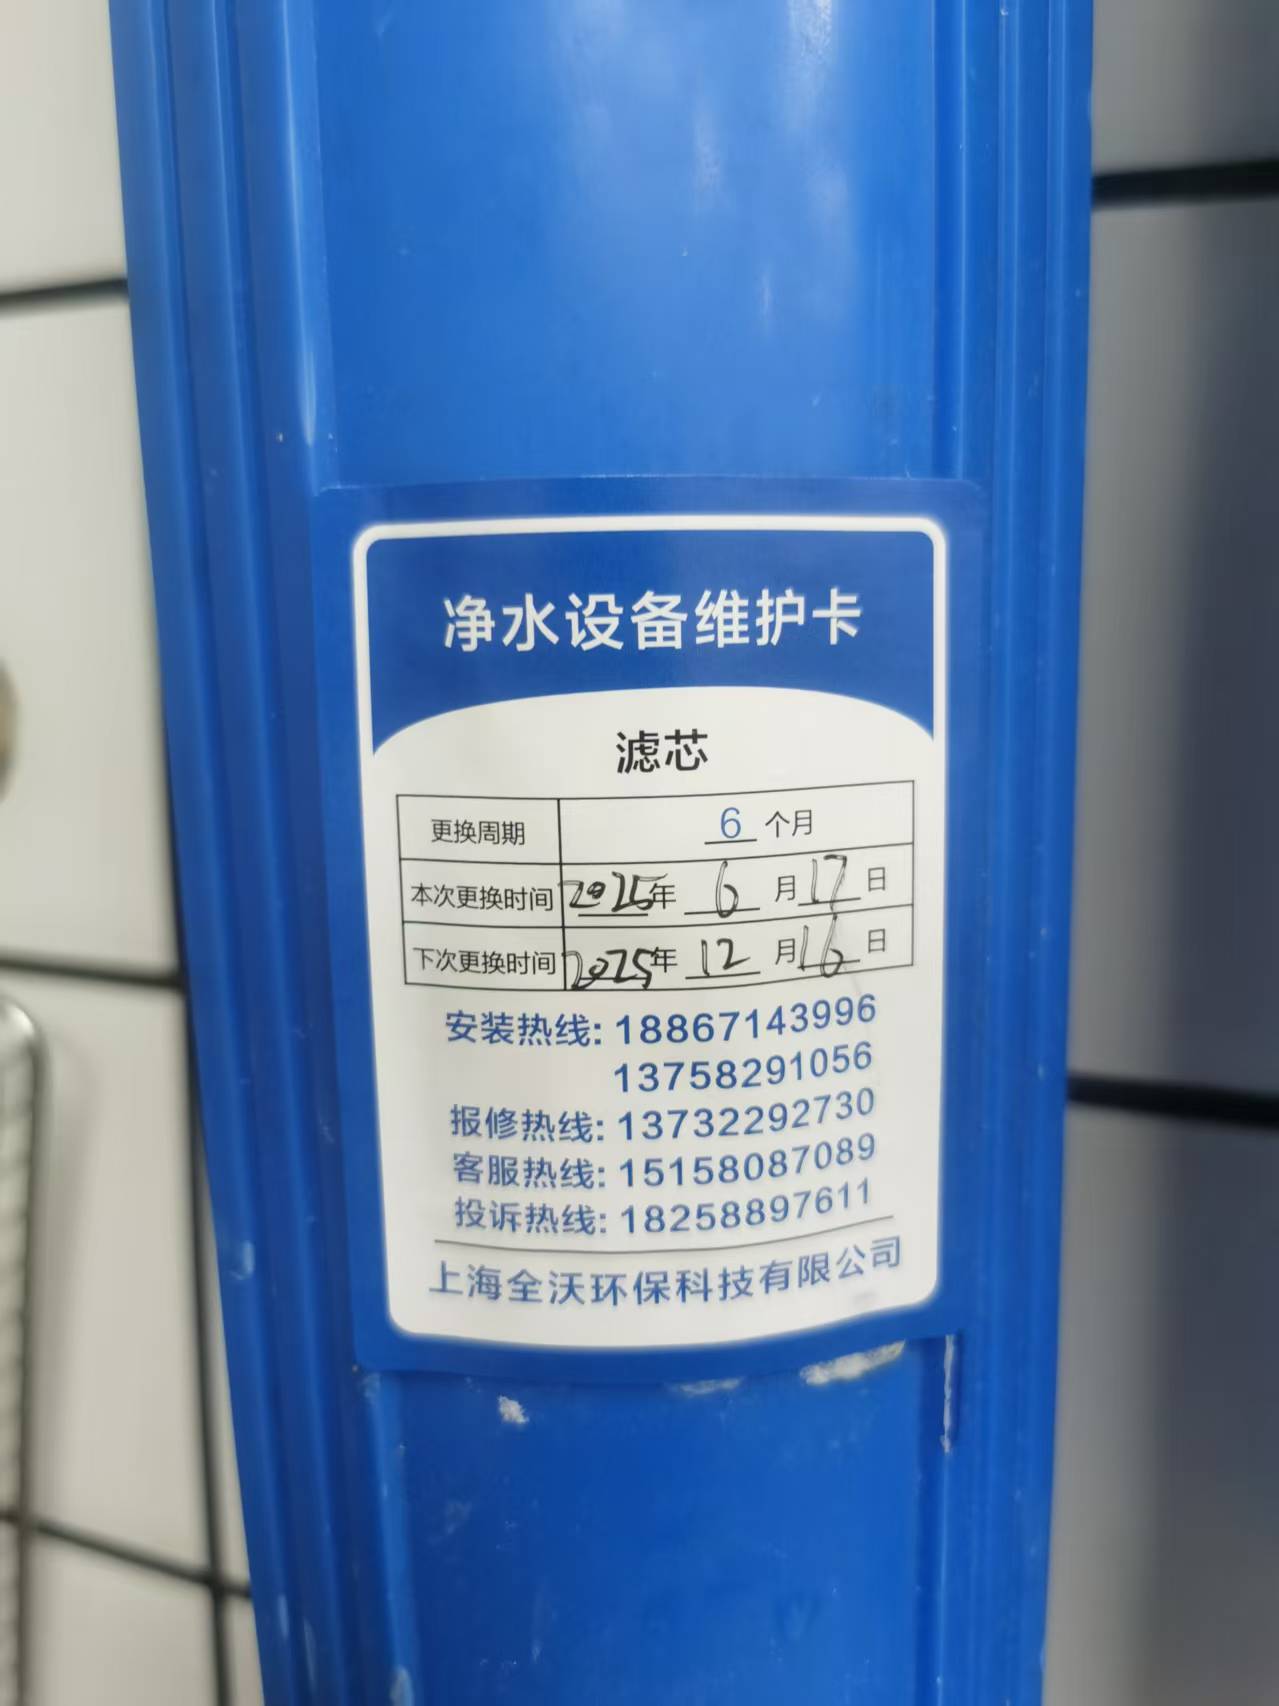 净水设备维护卡
滤芯
更换周期 6 个月
本次更换时间 2025年 6 月 17 日
下次更换时间 2025年 12 月 16 日
安装热线: 18867143996
13758291056
报修热线: 13732292730
客服热线: 15158087089
投诉热线: 18258897611
上海全沃环保科技有限公司